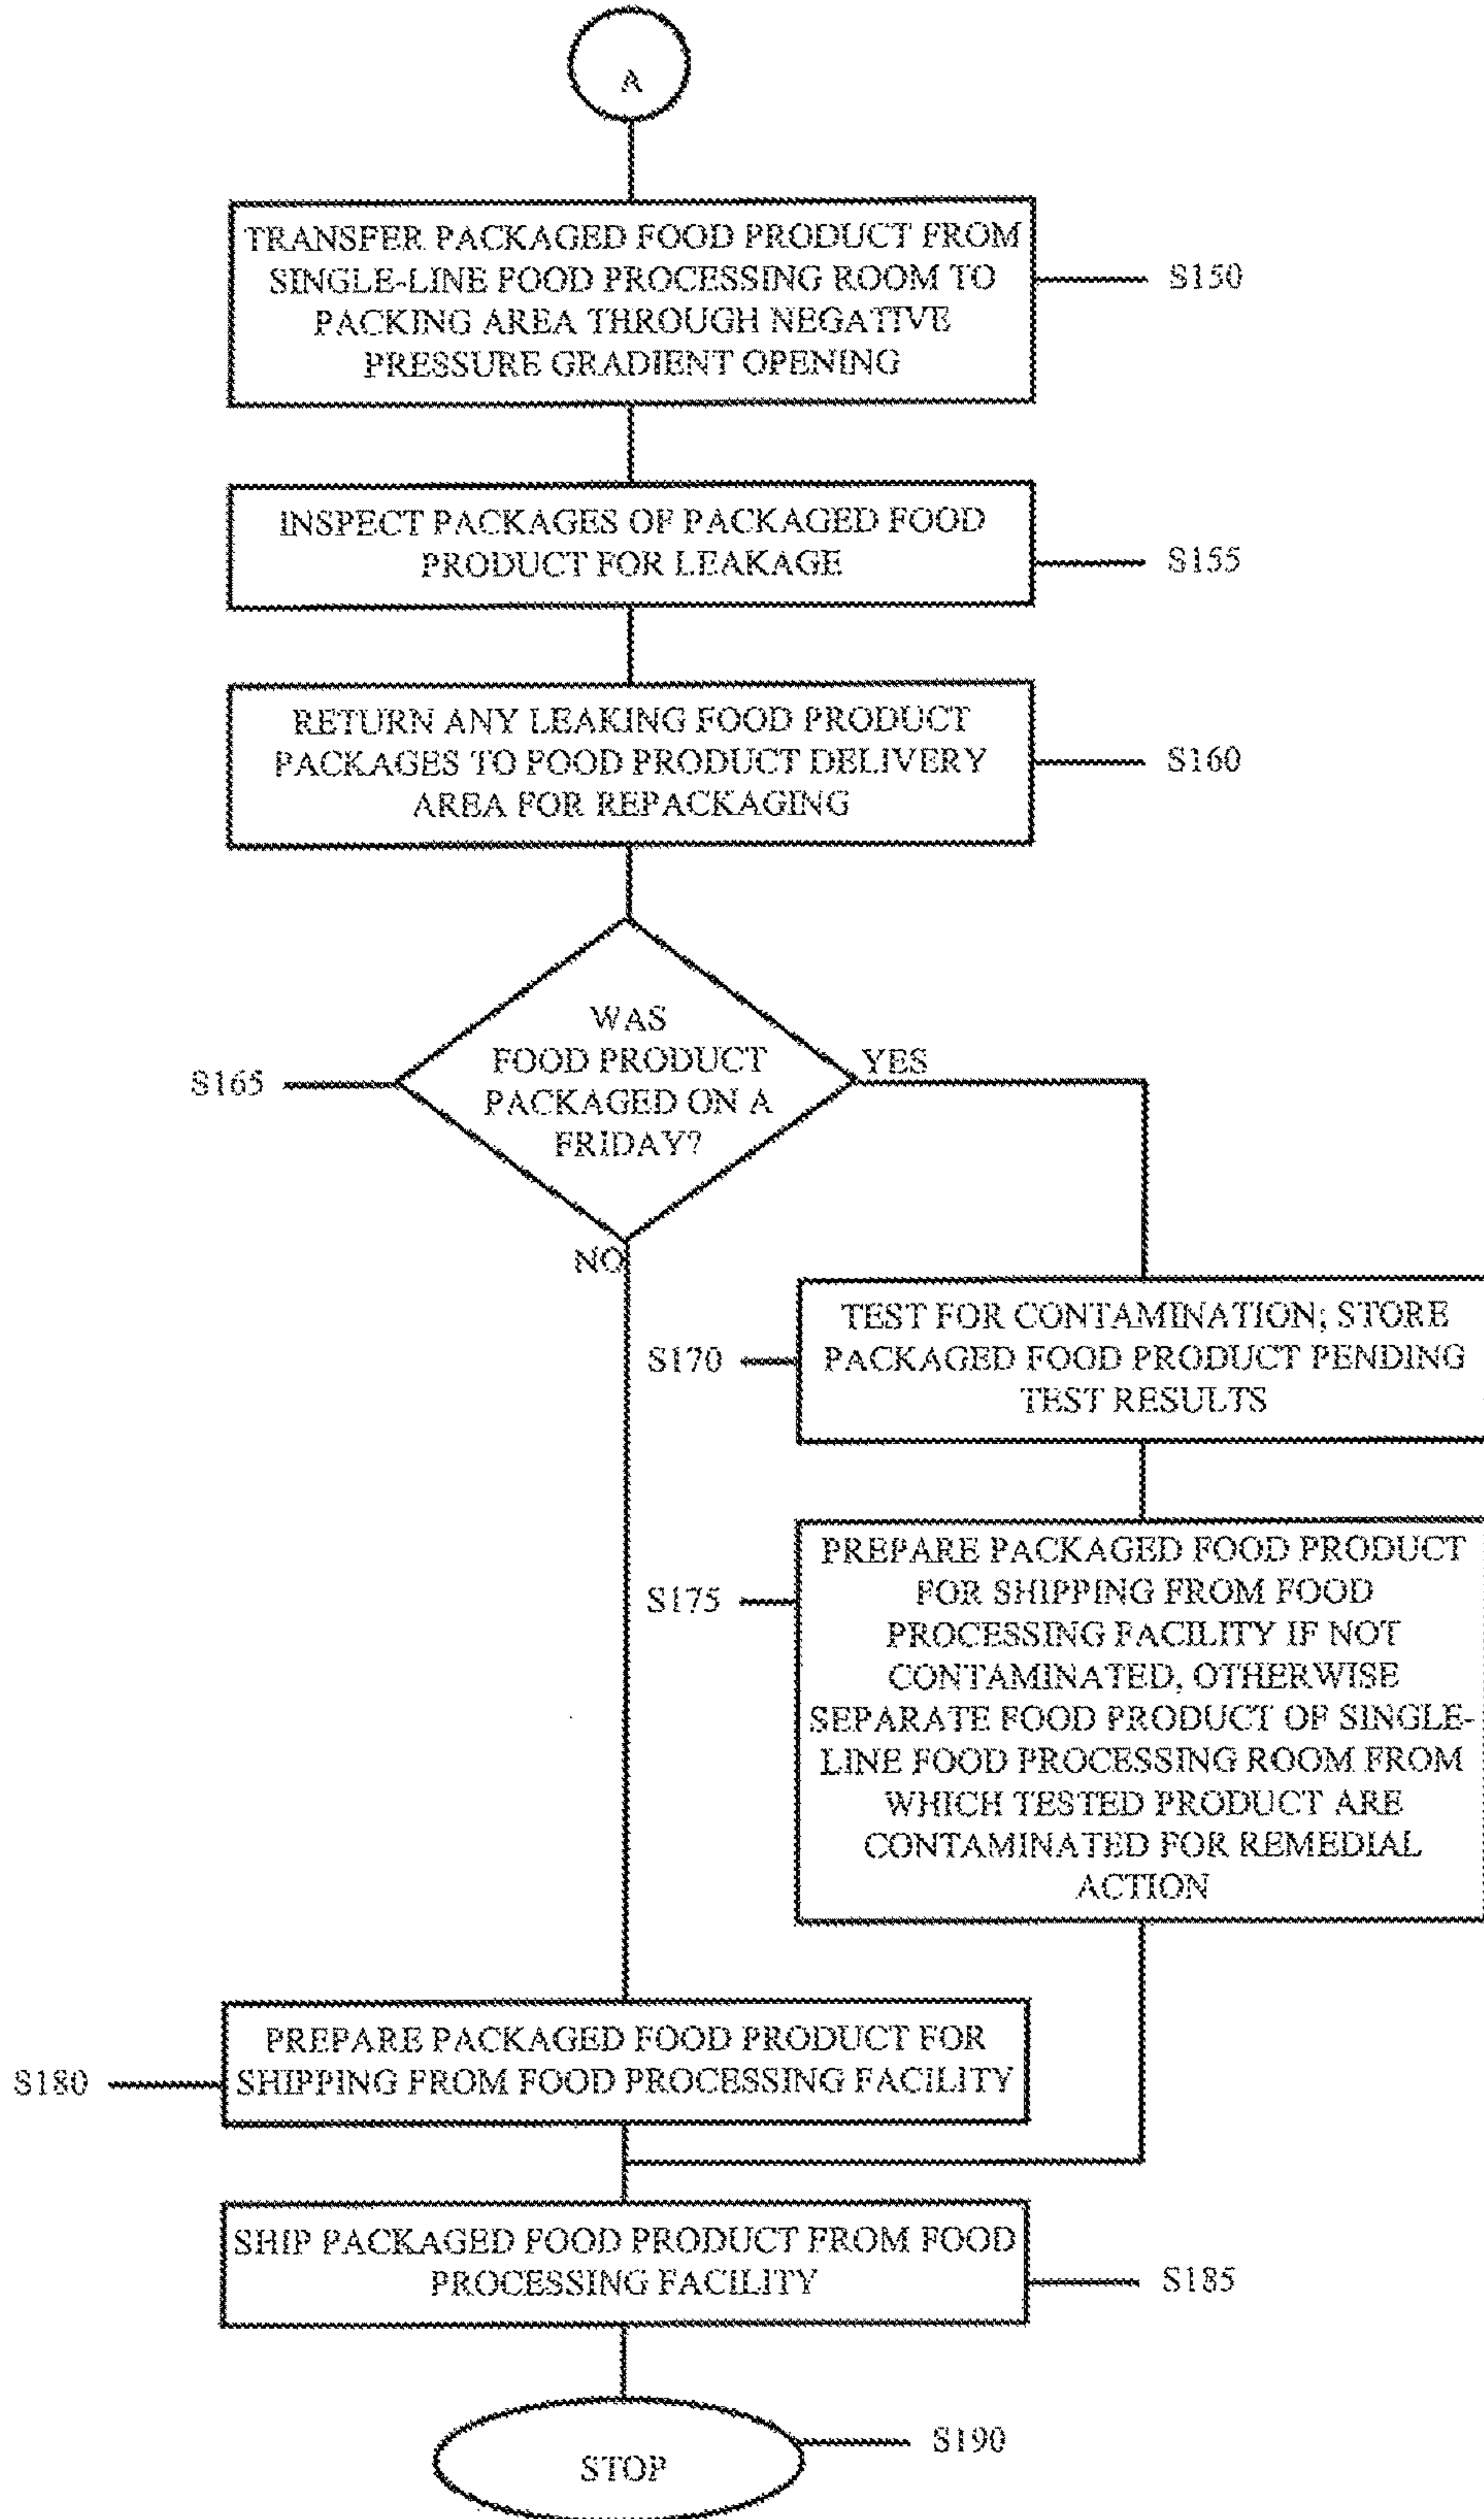 A
TRANSFER PACKAGED FOOD PRODUCT FROM
SINGLE-LINE FOOD PROCESSING ROOM TO
PACKING AREA THROUGH NEGATIVE
PRESSURE GRADIENT OPENING
S150
INSPECT PACKAGES OF PACKAGED FOOD
PRODUCT FOR LEAKAGE
S155
RETURN ANY LEAKING FOOD PRODUCT
PACKAGES TO FOOD PRODUCT DELIVERY
AREA FOR REPACKAGING
S160
WAS
FOOD PRODUCT
PACKAGED ON A
FRIDAY?
S165
YES
NO
TEST FOR CONTAMINATION; STORE
PACKAGED FOOD PRODUCT PENDING
TEST RESULTS
S170
PREPARE PACKAGED FOOD PRODUCT
FOR SHIPPING FROM FOOD
PROCESSING FACILITY IF NOT
CONTAMINATED, OTHERWISE
SEPARATE FOOD PRODUCT OF SINGLE-
LINE FOOD PROCESSING ROOM FROM
WHICH TESTED PRODUCT ARE
CONTAMINATED FOR REMEDIAL
ACTION
S175
PREPARE PACKAGED FOOD PRODUCT FOR
SHIPPING FROM FOOD PROCESSING FACILITY
S180
SHIP PACKAGED FOOD PRODUCT FROM FOOD
PROCESSING FACILITY
S185
STOP
S190